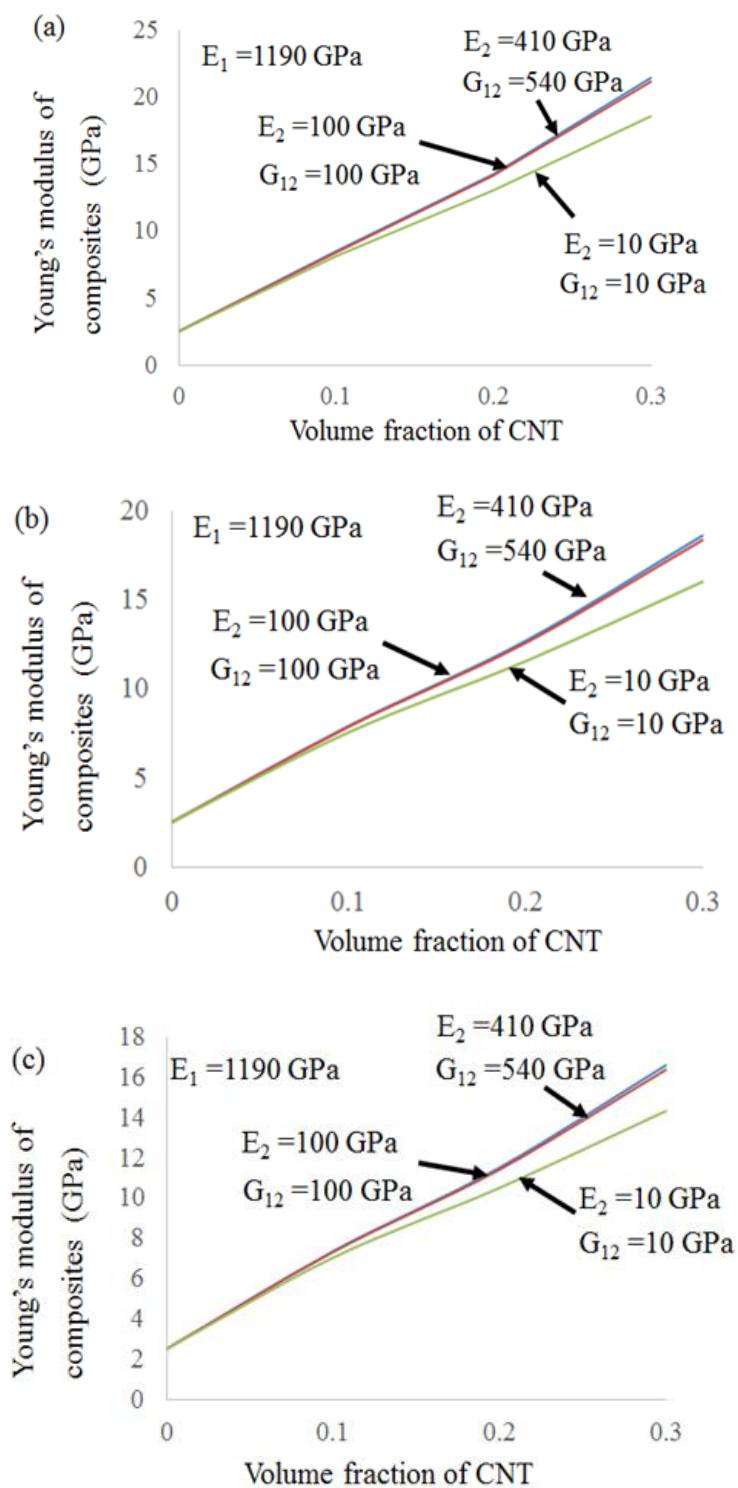 (a)
25
20
15
10
5
0
Young’s modulus of
composites (GPa)
E₁ =1190 GPa
E₂ =410 GPa
G₁₂ =540 GPa
E₂ =100 GPa
G₁₂ =100 GPa
E₂ =10 GPa
G₁₂ =10 GPa
0 0.1 0.2 0.3
Volume fraction of CNT
(b)
20
15
10
5
0
Young’s modulus of
composites (GPa)
E₁ =1190 GPa
E₂ =410 GPa
G₁₂ =540 GPa
E₂ =100 GPa
G₁₂ =100 GPa
E₂ =10 GPa
G₁₂ =10 GPa
0 0.1 0.2 0.3
Volume fraction of CNT
(c)
18
16
14
12
10
8
6
4
2
0
Young’s modulus of
composites (GPa)
E₁ =1190 GPa
E₂ =410 GPa
G₁₂ =540 GPa
E₂ =100 GPa
G₁₂ =100 GPa
E₂ =10 GPa
G₁₂ =10 GPa
0 0.1 0.2 0.3
Volume fraction of CNT